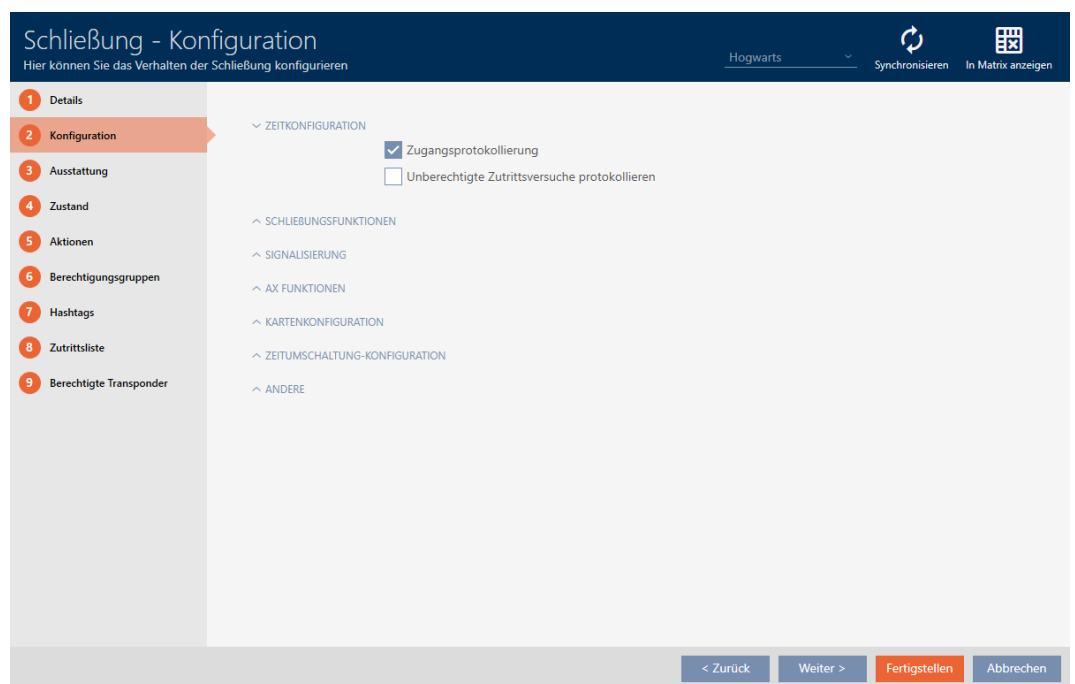 Schließung - Konfiguration
Hier können Sie das Verhalten der Schließung konfigurieren
Hogwarts
Synchronisieren
In Matrix anzeigen
1 Details
2 Konfiguration
3 Ausstattung
4 Zustand
5 Aktionen
6 Berechtigungsgruppen
7 Hashtags
8 Zutrittsliste
9 Berechtigte Transponder
ZEITKONFIGURATION
Zugangsprotokollierung
Unberechtigte Zutrittsversuche protokollieren
SCHLIEßUNGSFUNKTIONEN
SIGNALISIERUNG
AX FUNKTIONEN
KARTENKONFIGURATION
ZEITUMSCHALTUNG-KONFIGURATION
ANDERE
< Zurück
Weiter >
Fertigstellen
Abbrechen